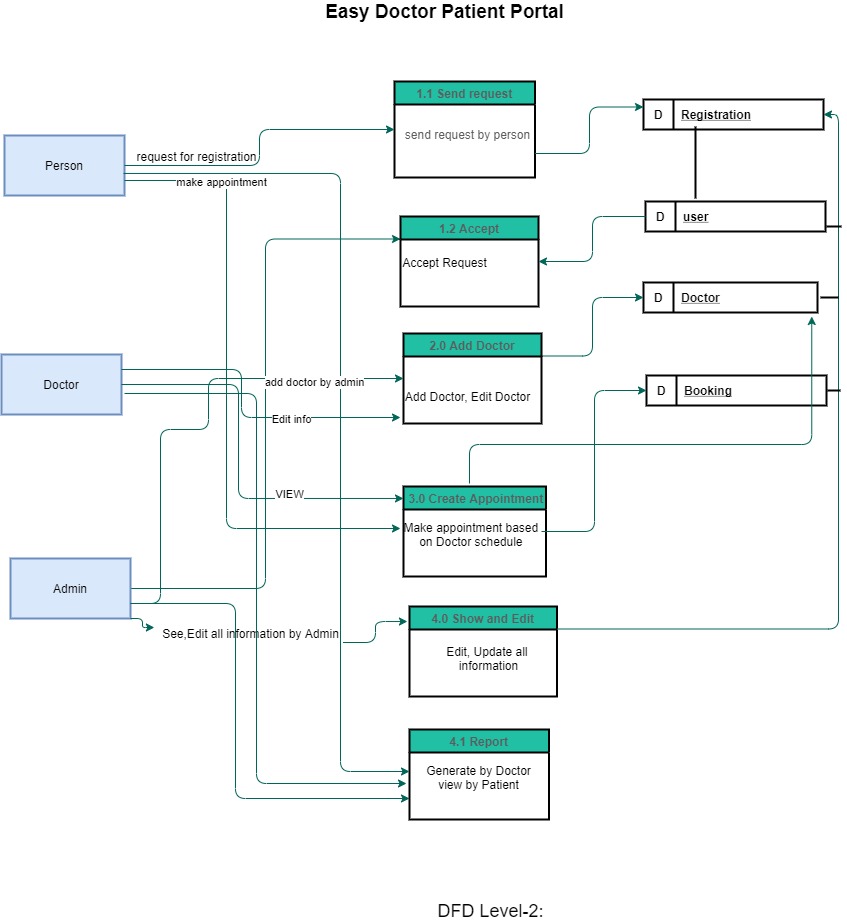 Easy Doctor Patient Portal
1.1 Send request
send request by person
D Registration
Person
request for registration
make appointment
D user
1.2 Accept
Accept Request
D Doctor
2.0 Add Doctor
Add Doctor, Edit Doctor
Doctor
add doctor by admin
Edit info
D Booking
VIEW
3.0 Create Appointment
Make appointment based
on Doctor schedule
Admin
See,Edit all information by Admin
4.0 Show and Edit
Edit, Update all
information
4.1 Report
Generate by Doctor
view by Patient
DFD Level-2: